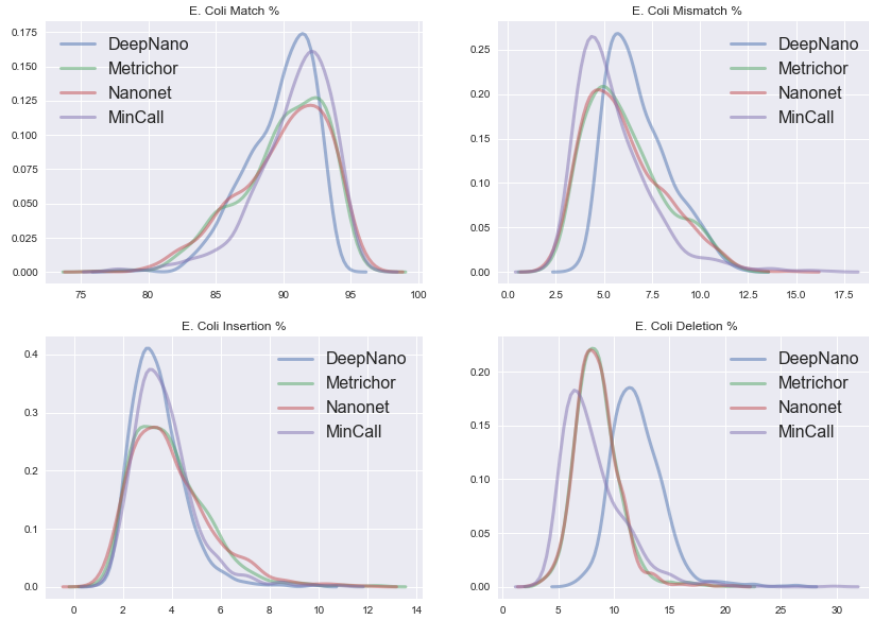 E. Coli Match %
0.175
0.150
0.125
0.100
0.075
0.050
0.025
0.000
75 80 85 90 95 100
DeepNano
Metrichor
Nanonet
MinCall
E. Coli Mismatch %
0.25
0.20
0.15
0.10
0.05
0.00
0.0 2.5 5.0 7.5 10.0 12.5 15.0 17.5
DeepNano
Metrichor
Nanonet
MinCall
E. Coli Insertion %
0.4
0.3
0.2
0.1
0.0
0 2 4 6 8 10 12 14
DeepNano
Metrichor
Nanonet
MinCall
E. Coli Deletion %
0.20
0.15
0.10
0.05
0.00
0 5 10 15 20 25 30
DeepNano
Metrichor
Nanonet
MinCall